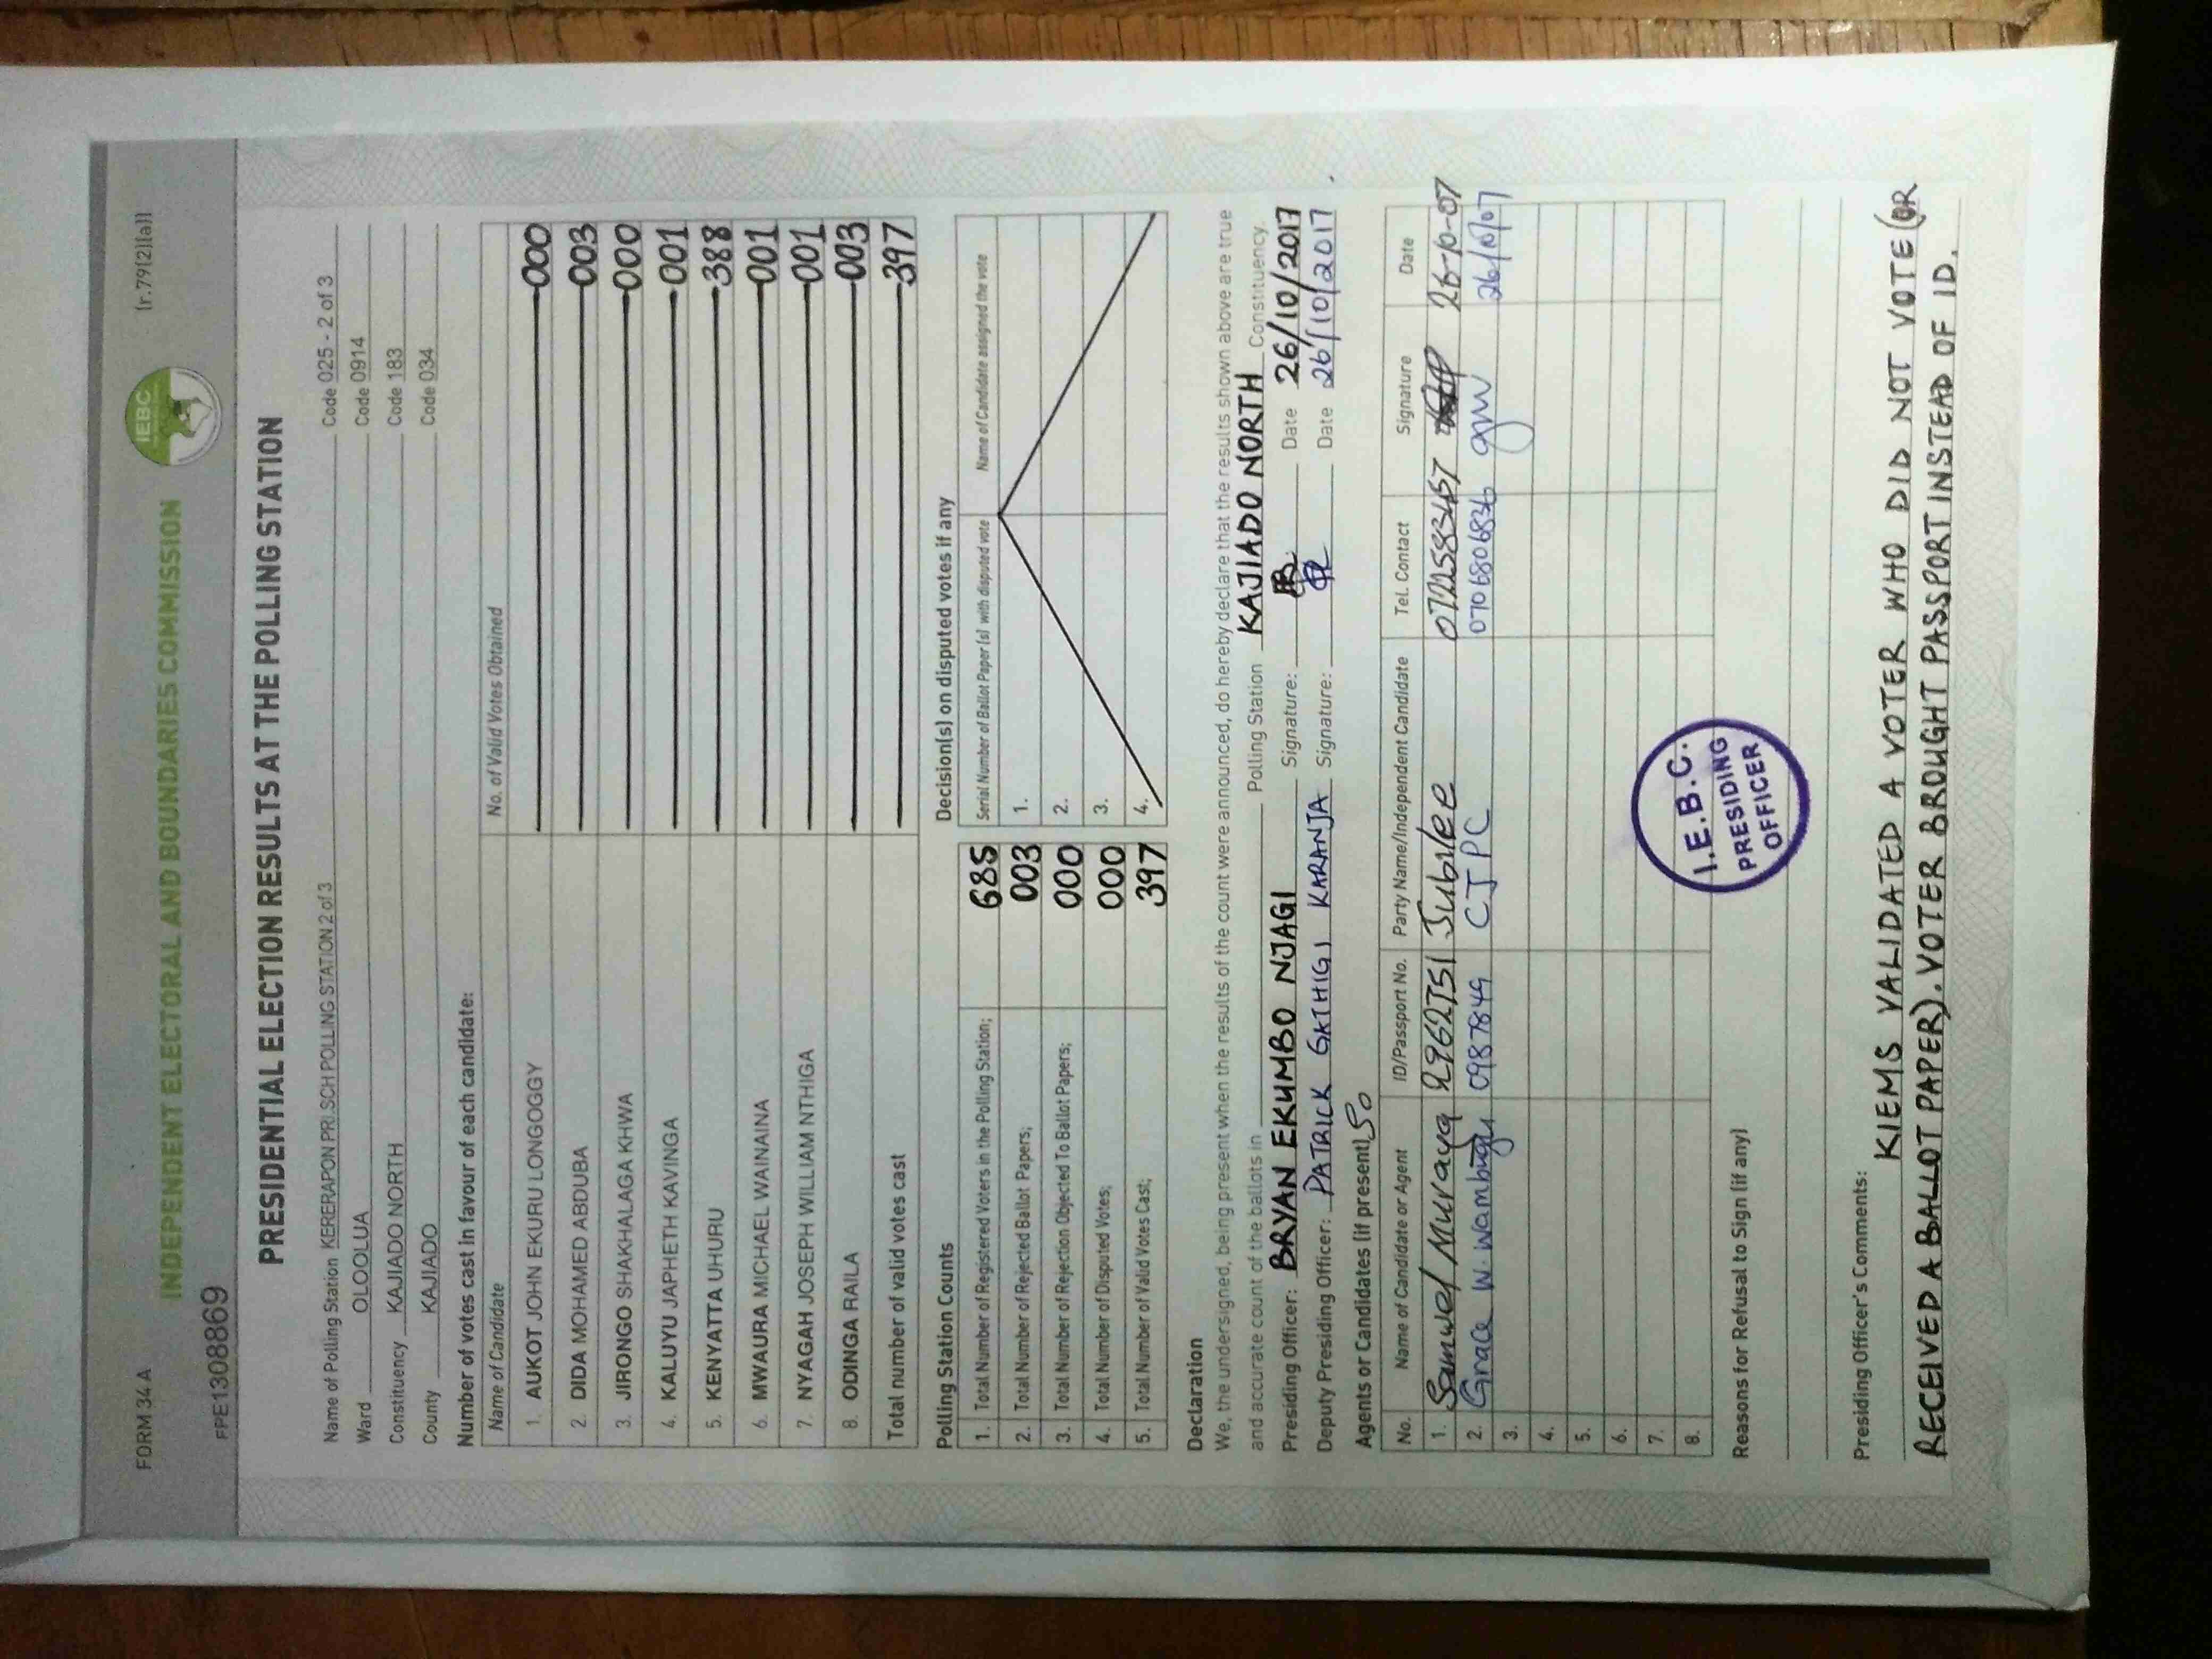 FORM 34 A (r.79(2)(a))
IEBC
INDEPENDENT ELECTORAL AND BOUNDARIES COMMISSION
FPE1308869
PRESIDENTIAL ELECTION RESULTS AT THE POLLING STATION
Name of Polling Station KERERAPON PRI.SCH POLLING STATION 2 of 3 Code 025 - 2 of 3
Ward OLOOLUA Code 0914
Constituency KAJIADO NORTH Code 183
County KAJIADO Code 034
Number of votes cast in favour of each candidate:
Name of Candidate No. of Valid Votes Obtained
1. AUKOT JOHN EKURU LONGOGGY 000
2. DIDA MOHAMED ABDUBA 003
3. JIRONGO SHAKHALAGA KHWA 000
4. KALUYU JAPHETH KAVINGA 001
5. KENYATTA UHURU 388
6. MWAURA MICHAEL WAINAINA 001
7. NYAGAH JOSEPH WILLIAM NTHIGA 001
8. ODINGA RAILA 003
Total number of valid votes cast 397
Polling Station Counts
1. Total Number of Registered Voters in the Polling Station; 685
2. Total Number of Rejected Ballot Papers; 003
3. Total Number of Rejection Objected To Ballot Papers; 000
4. Total Number of Disputed Votes; 000
5. Total Number of Valid Votes Cast; 397
Decision(s) on disputed votes if any
Serial Number of Ballot Paper (s) with disputed vote Name of Candidate assigned the vote
1.
2.
3.
4.
Declaration
We, the undersigned, being present when the results of the count were announced, do hereby declare that the results shown above are true
and accurate count of the ballots in Polling Station KAJIADO NORTH Constituency.
Presiding Officer: BRYAN EKUMBO NJAGI Signature: Date 26/10/2017
Deputy Presiding Officer: PATRICK GATHIGI KARANJA Signature: Date 26/10/2017
Agents or Candidates (if present)
No. Name of Candidate or Agent ID/Passport No. Party Name/Independent Candidate Tel. Contact Signature Date
1. Samwel Muraya Jubilee 26-10-07
2. Grace W. Wambugu 0987849 CJPC 0706806836 gnw 26/10/07
3.
4.
5.
6.
7.
8.
I.E.B.C.
PRESIDING
OFFICER
Reasons for Refusal to Sign (if any)
Presiding Officer's Comments: KIEMS VALIDATED A VOTER WHO DID NOT VOTE (OR
RECEIVED A BALLOT PAPER). VOTER BROUGHT PASSPORT INSTEAD OF ID.